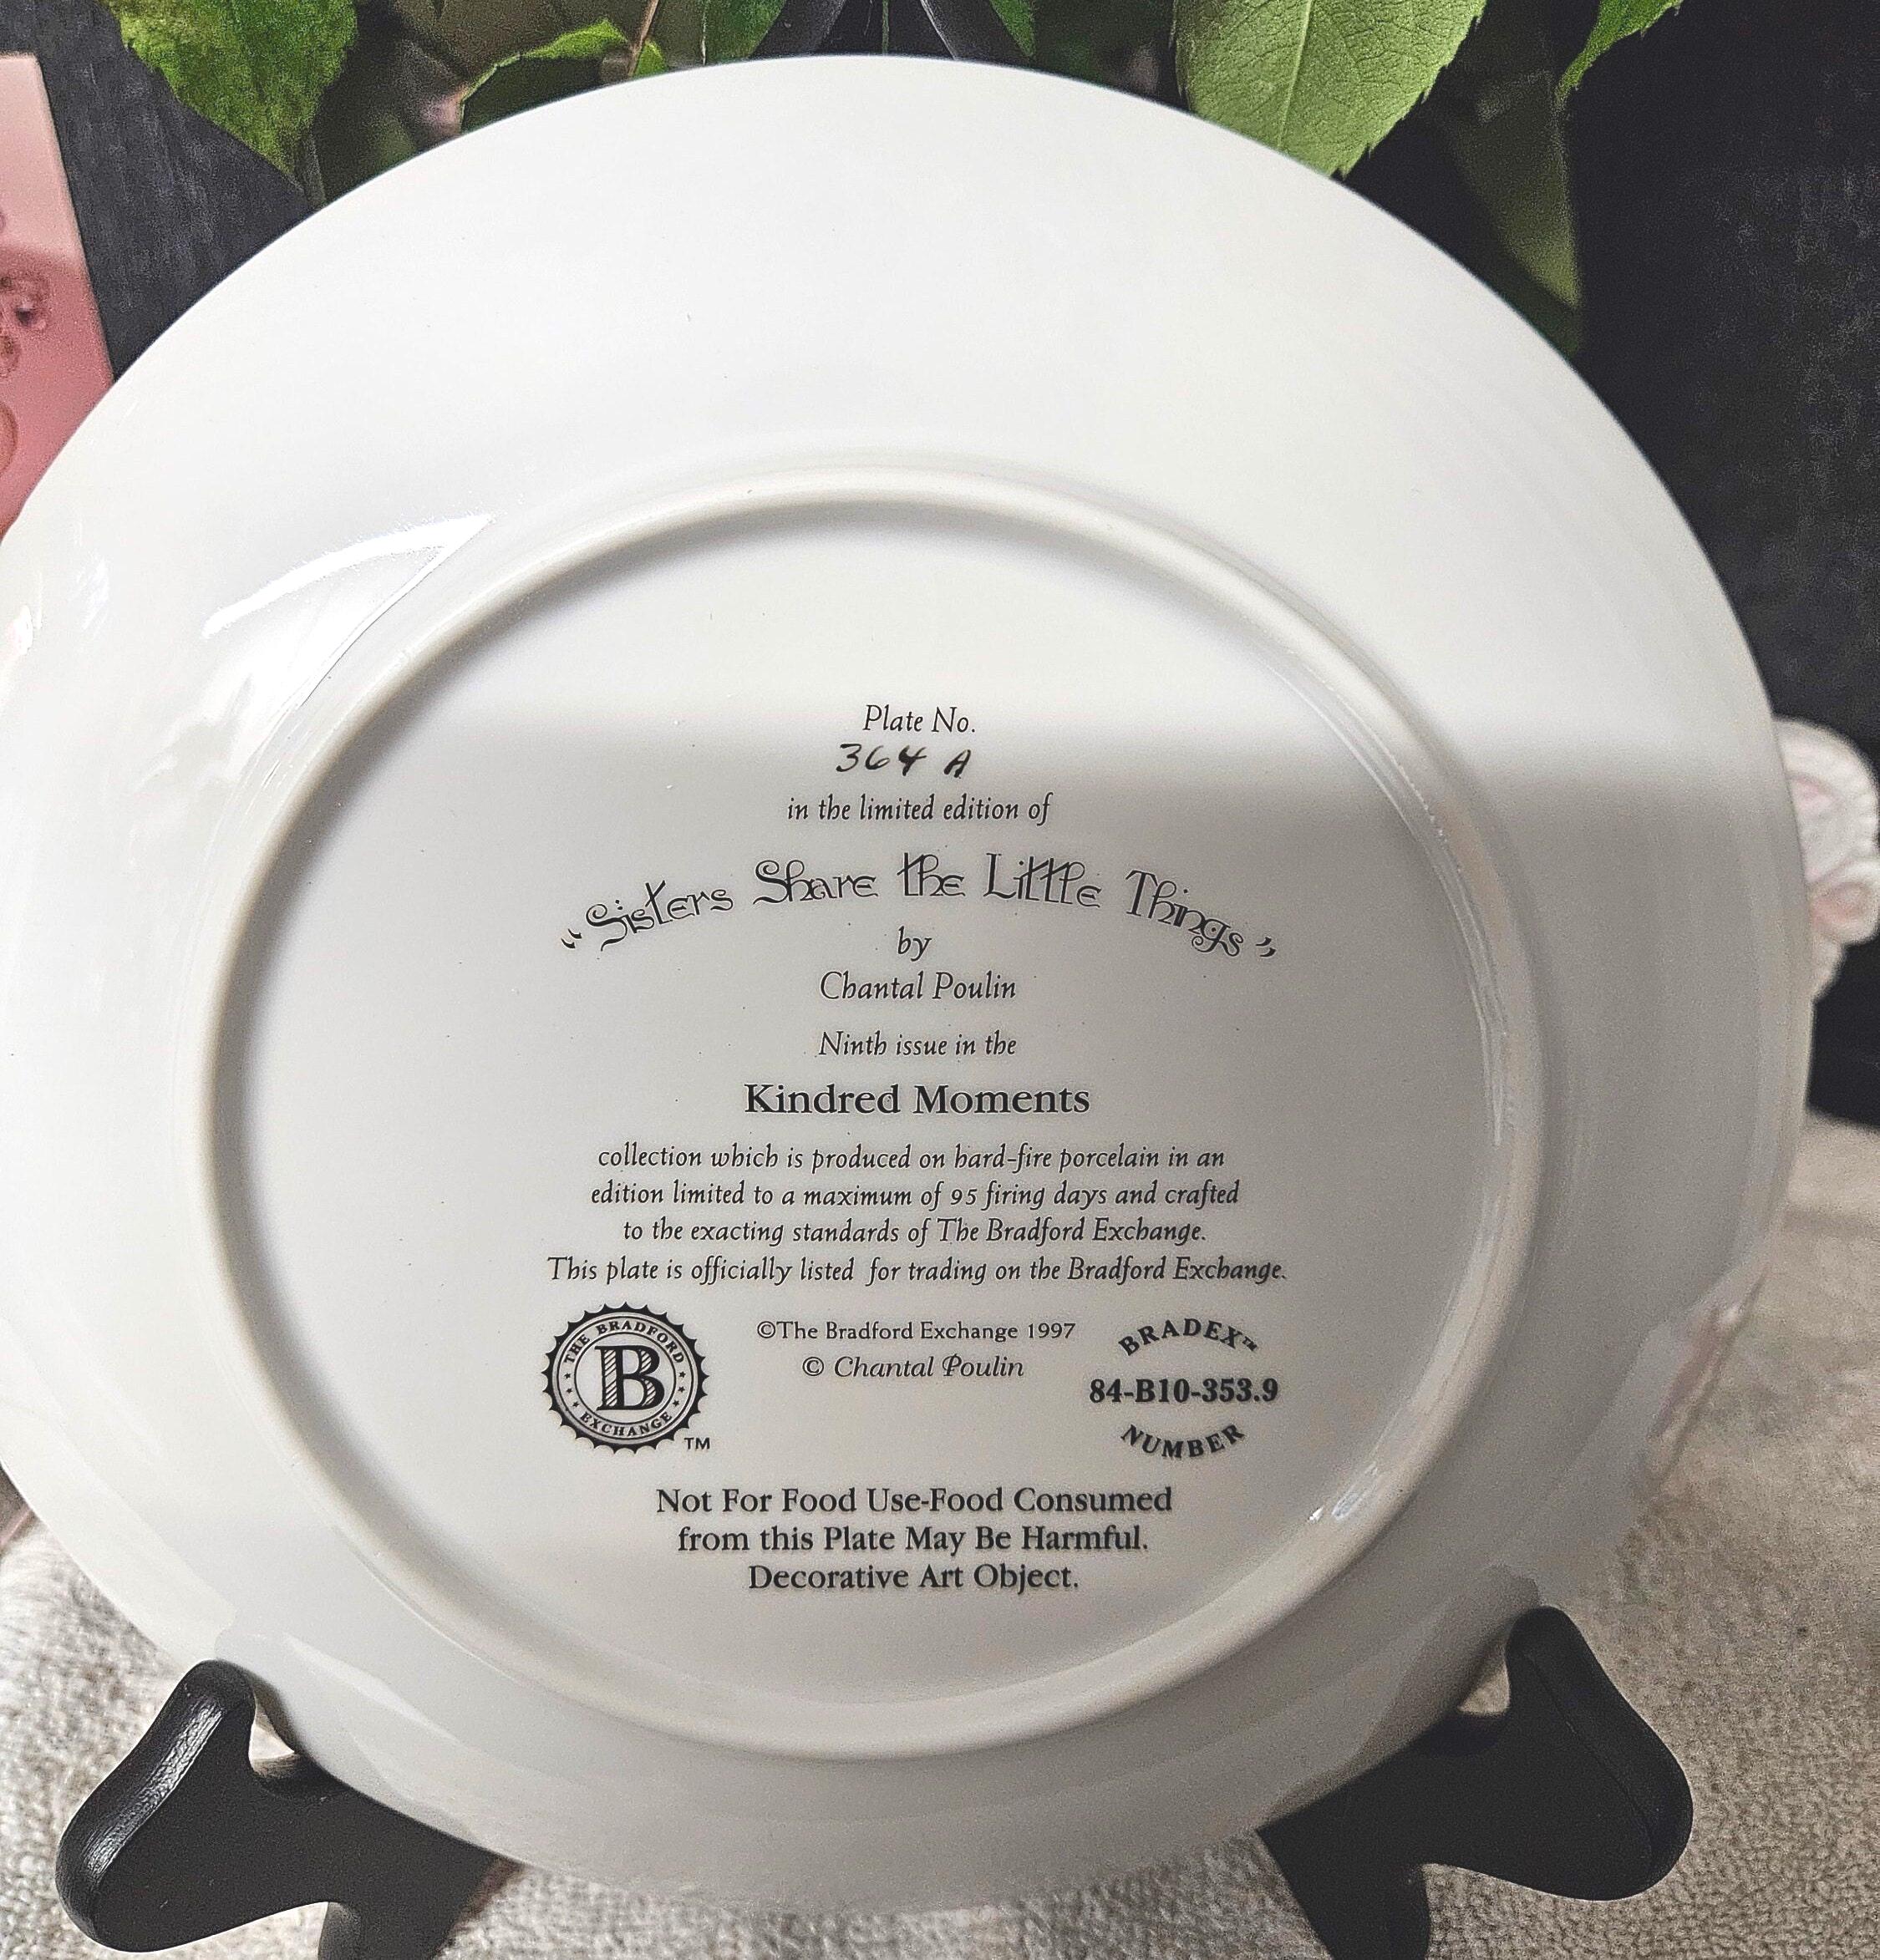 Plate No.
364 A
in the limited edition of
"Sisters Share the Little Things"
by
Chantal Poulin
Ninth issue in the
Kindred Moments
collection which is produced on hard-fire porcelain in an
edition limited to a maximum of 95 firing days and crafted
to the exacting standards of The Bradford Exchange.
This plate is officially listed for trading on the Bradford Exchange.
THE BRADFORD
B
EXCHANGE
TM
©The Bradford Exchange 1997
© Chantal Poulin
BRADEX™
84-B10-353.9
NUMBER
Not For Food Use-Food Consumed
from this Plate May Be Harmful.
Decorative Art Object.